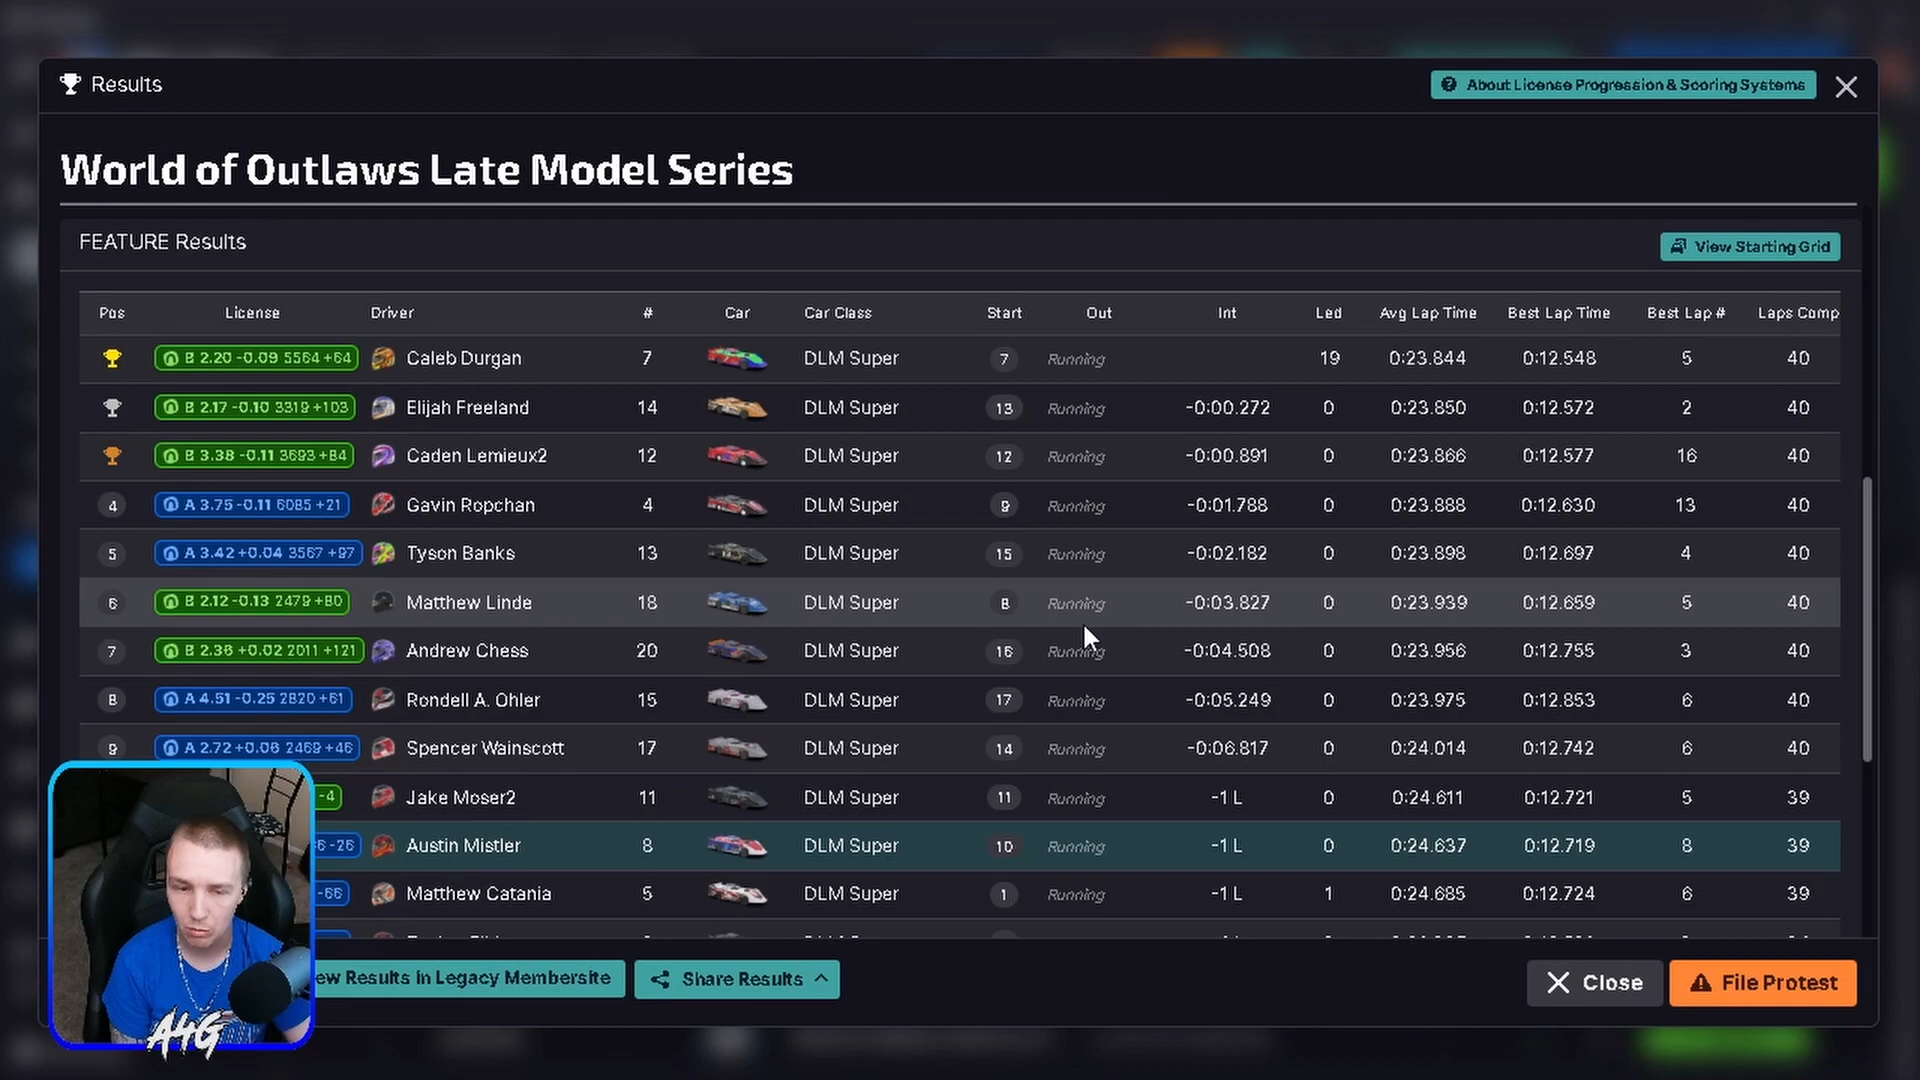 Results
About License Progression & Scoring Systems
World of Outlaws Late Model Series
FEATURE Results
View Starting Grid
Pos License Driver # Car Car Class Start Out Int Led Avg Lap Time Best Lap Time Best Lap # Laps Comp
B 2.20 -0.09 5564 +64 Caleb Durgan 7 DLM Super 7 Running 19 0:23.844 0:12.548 5 40
B 2.17 -0.10 3319 +103 Elijah Freeland 14 DLM Super 13 Running -0:00.272 0 0:23.850 0:12.572 2 40
B 3.38 -0.11 3693 +84 Caden Lemieux2 12 DLM Super 12 Running -0:00.891 0 0:23.866 0:12.577 16 40
4 A 3.75 -0.11 6085 +21 Gavin Ropchan 4 DLM Super 9 Running -0:01.788 0 0:23.888 0:12.630 13 40
5 A 3.42 +0.04 3567 +97 Tyson Banks 13 DLM Super 15 Running -0:02.182 0 0:23.898 0:12.697 4 40
6 B 2.12 -0.13 2479 +80 Matthew Linde 18 DLM Super 8 Running -0:03.827 0 0:23.939 0:12.659 5 40
7 B 2.36 +0.02 2011 +121 Andrew Chess 20 DLM Super 16 Running -0:04.508 0 0:23.956 0:12.755 3 40
8 A 4.51 -0.25 2820 +61 Rondell A. Ohler 15 DLM Super 17 Running -0:05.249 0 0:23.975 0:12.853 6 40
9 A 2.72 +0.06 2469 +46 Spencer Wainscott 17 DLM Super 14 Running -0:06.817 0 0:24.014 0:12.742 6 40
-4 Jake Moser2 11 DLM Super 11 Running -1 L 0 0:24.611 0:12.721 5 39
6 -26 Austin Mistler 8 DLM Super 10 Running -1 L 0 0:24.637 0:12.719 8 39
-66 Matthew Catania 5 DLM Super 1 Running -1 L 1 0:24.685 0:12.724 6 39
ew Results in Legacy Membersite
Share Results
Close
File Protest
A4G